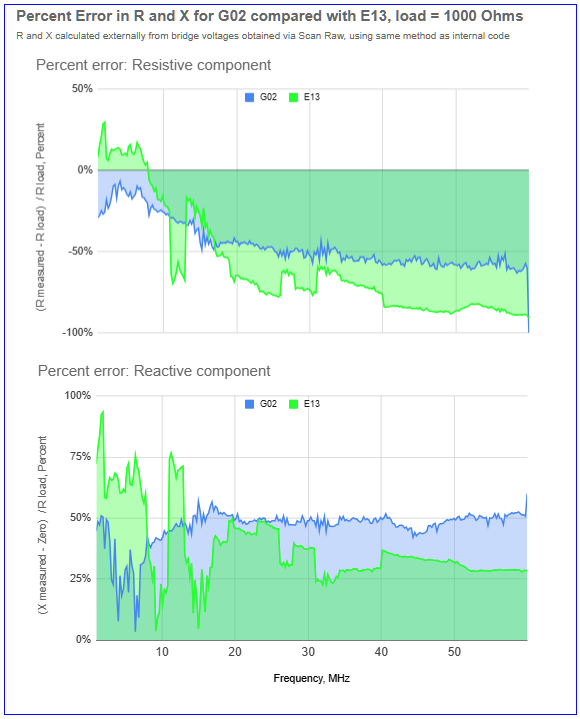 Percent Error in R and X for G02 compared with E13, load = 1000 Ohms
R and X calculated externally from bridge voltages obtained via Scan Raw, using same method as internal code
Percent error: Resistive component
G02 E13
50%
0%
-50%
-100%
(R measured - R load) / R load, Percent
Percent error: Reactive component
G02 E13
100%
75%
50%
25%
0%
(X measured - Zero) / R load, Percent
10 20 30 40 50
Frequency, MHz